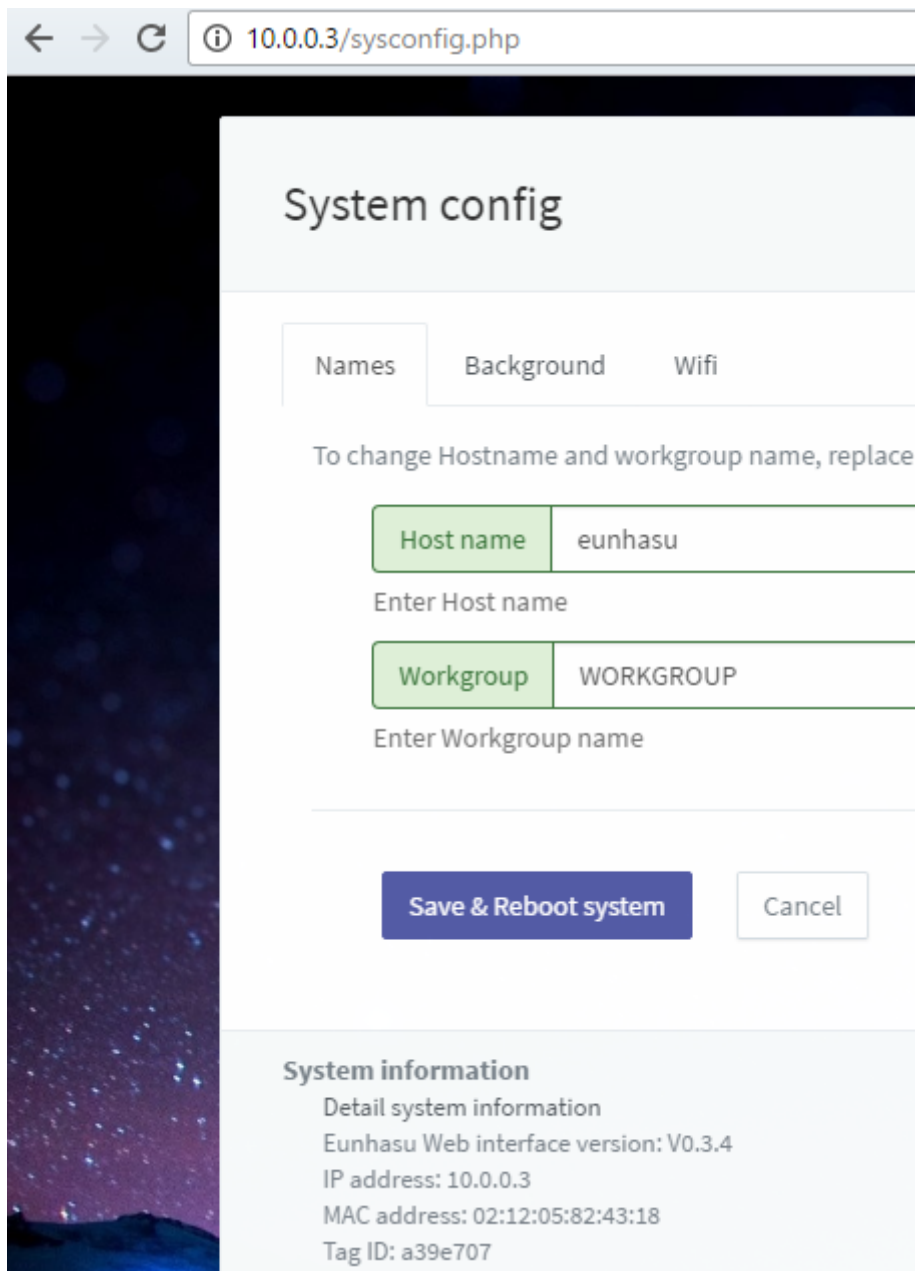 10.0.0.3/sysconfig.php
System config
Names Background Wifi
To change Hostname and workgroup name, replace
Host name eunhasu
Enter Host name
Workgroup WORKGROUP
Enter Workgroup name
Save & Reboot system Cancel
System information
Detail system information
Eunhasu Web interface version: V0.3.4
IP address: 10.0.0.3
MAC address: 02:12:05:82:43:18
Tag ID: a39e707